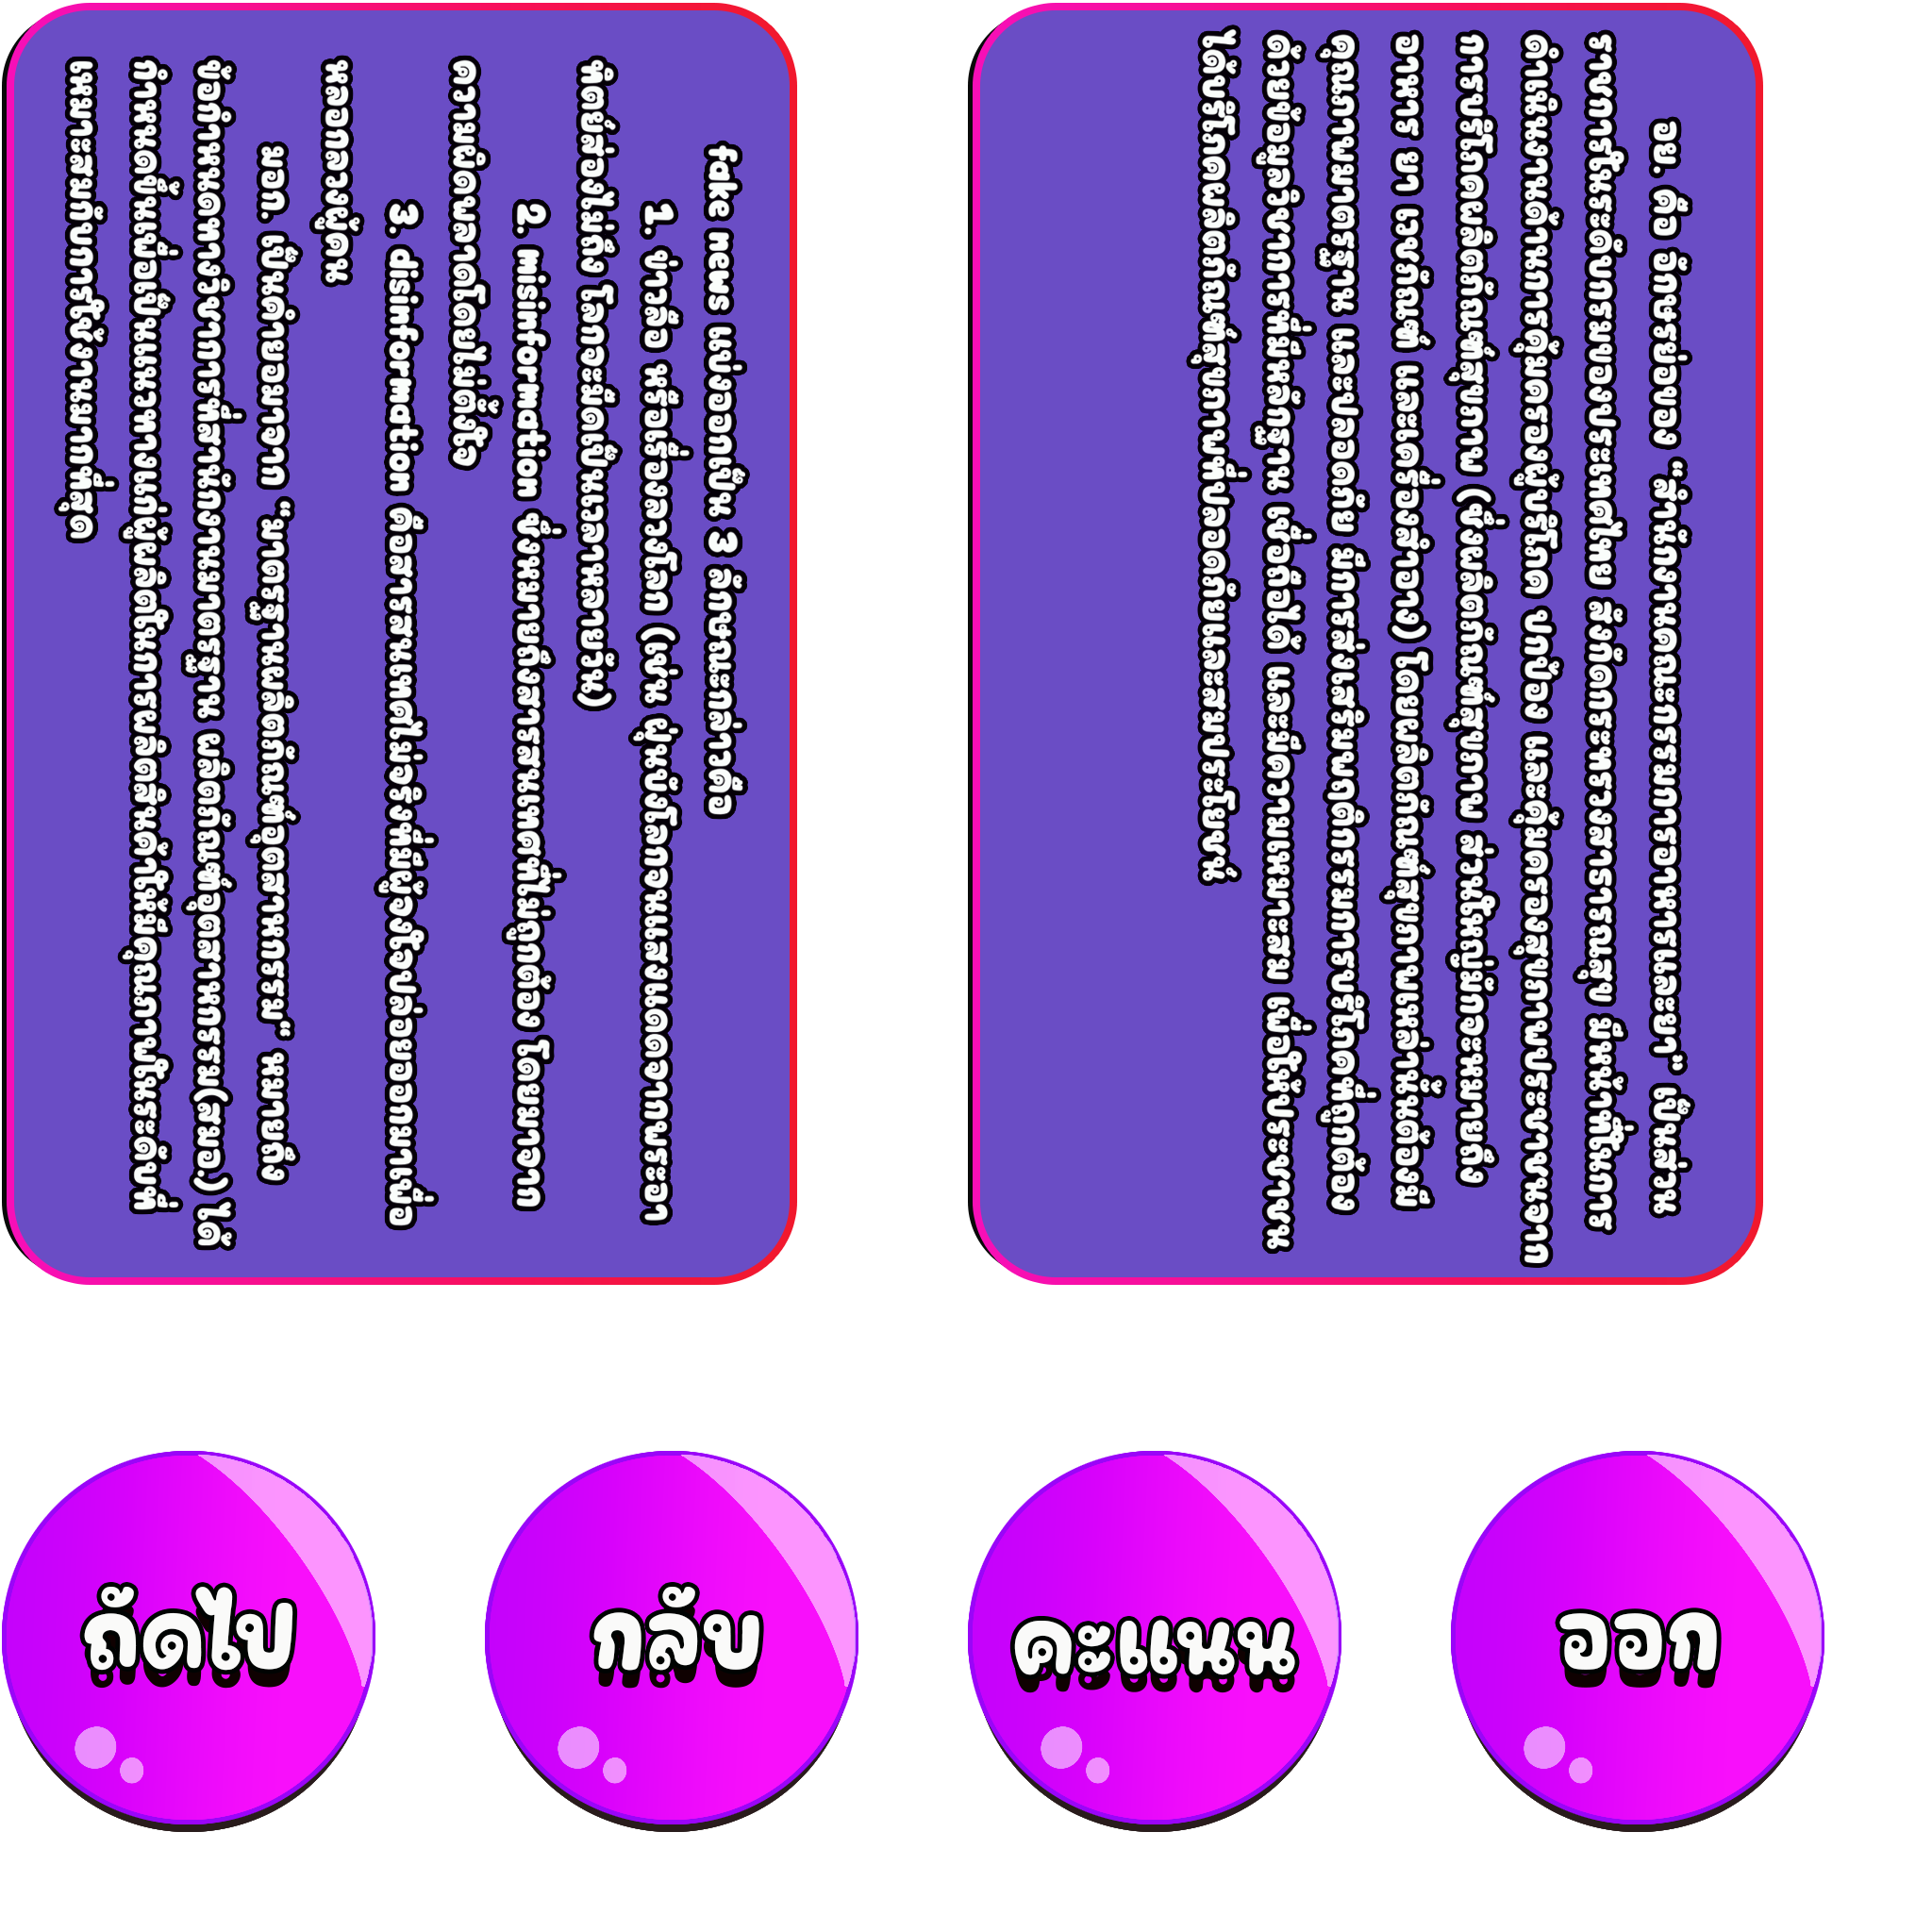 fake news แบ่งออกเป็น 3 ลักษณะกล่าวคือ
1. ข่าวลือ หรือเรื่องลวงโลก (เช่น ฝุ่นบังโลกลวนแสงแดดจากพระอา
ทิตย์ส่องไม่ถึง โลกจะมืดเป็นเวลาหลายวัน)
2. misinformation ซึ่งหมายถึงสารสนเทศที่ไม่ถูกต้อง โดยมาจาก
ความผิดพลาดโดยไม่ตั้งใจ
3. disinformation คือสารสนเทศไม่จริงที่มีผู้จงใจปล่อยออกมาเพื่อ
หลอกลวงผู้คน
มอก. เป็นคำย่อมาจาก "มาตรฐานผลิตภัณฑ์อุตสาหกรรม" หมายถึง
ข้อกำหนดทางวิชาการที่สำนักงานมาตรฐาน ผลิตภัณฑ์อุตสาหกรรม(สมอ.) ได้
กำหนดขึ้นเพื่อเป็นแนวทางแก่ผู้ผลิตในการผลิตสินค้าให้มีคุณภาพในระดับที่
เหมาะสมกับการใช้งานมากที่สุด
อย. คือ อักษรย่อของ "สำนักงานคณะกรรมการอาหารและยา" เป็นส่วน
ราชการในระดับกรมของประเทศไทย สังกัดกระทรวงสาธารณสุข มีหน้าที่ในการ
ดำเนินงานด้านการคุ้มครองผู้บริโภค ปกป้อง และคุ้มครองสุขภาพประชาชนจาก
การบริโภคผลิตภัณฑ์สุขภาพ (ซึ่งผลิตภัณฑ์สุขภาพ ส่วนใหญ่มักจะหมายถึง
อาหาร ยา เวชภัณฑ์ และเครื่องสำอาง) โดยผลิตภัณฑ์สุขภาพเหล่านั้นต้องมี
คุณภาพมาตรฐาน และปลอดภัย มีการส่งเสริมพฤติกรรมการบริโภคที่ถูกต้อง
ด้วยข้อมูลวิชาการที่มีหลักฐาน เชื่อถือได้ และมีความเหมาะสม เพื่อให้ประชาชน
ได้บริโภคผลิตภัณฑ์สุขภาพที่ปลอดภัยและสมประโยชน์
ถัดไป
กลับ
คะแนน
ออก